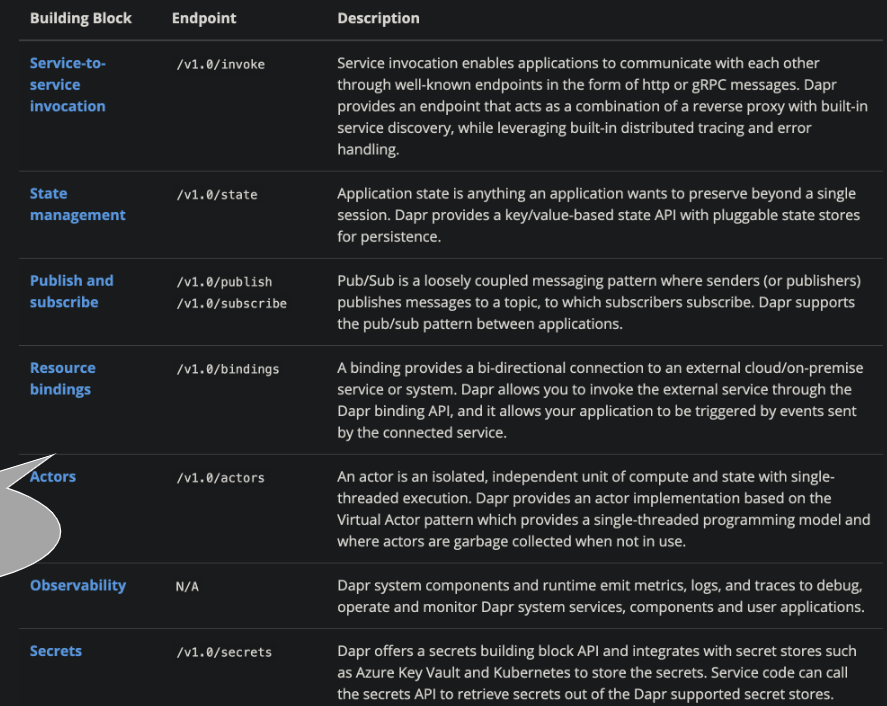 Building Block Endpoint Description
Service-to- /v1.0/invoke Service invocation enables applications to communicate with each other
service through well-known endpoints in the form of http or gRPC messages. Dapr
invocation provides an endpoint that acts as a combination of a reverse proxy with built-in
service discovery, while leveraging built-in distributed tracing and error
handling.
State /v1.0/state Application state is anything an application wants to preserve beyond a single
management session. Dapr provides a key/value-based state API with pluggable state stores
for persistence.
Publish and /v1.0/publish Pub/Sub is a loosely coupled messaging pattern where senders (or publishers)
subscribe /v1.0/subscribe publishes messages to a topic, to which subscribers subscribe. Dapr supports
the pub/sub pattern between applications.
Resource /v1.0/bindings A binding provides a bi-directional connection to an external cloud/on-premise
bindings service or system. Dapr allows you to invoke the external service through the
Dapr binding API, and it allows your application to be triggered by events sent
by the connected service.
Actors /v1.0/actors An actor is an isolated, independent unit of compute and state with single-
threaded execution. Dapr provides an actor implementation based on the
Virtual Actor pattern which provides a single-threaded programming model and
where actors are garbage collected when not in use.
Observability N/A Dapr system components and runtime emit metrics, logs, and traces to debug,
operate and monitor Dapr system services, components and user applications.
Secrets /v1.0/secrets Dapr offers a secrets building block API and integrates with secret stores such
as Azure Key Vault and Kubernetes to store the secrets. Service code can call
the secrets API to retrieve secrets out of the Dapr supported secret stores.